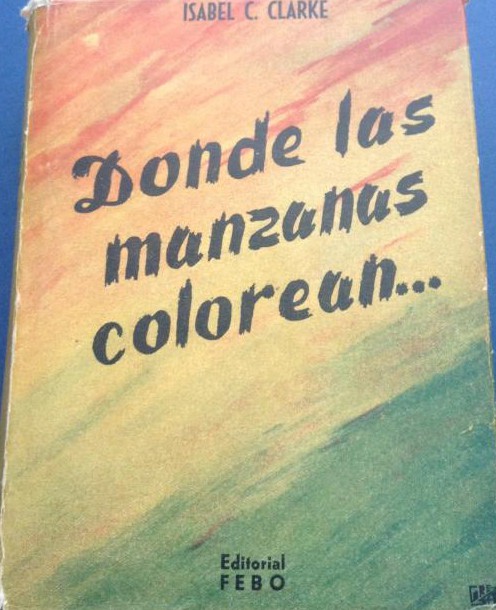 ISABEL C. CLARKE
Donde las
manzanas
colorean...
Editorial
FEBO